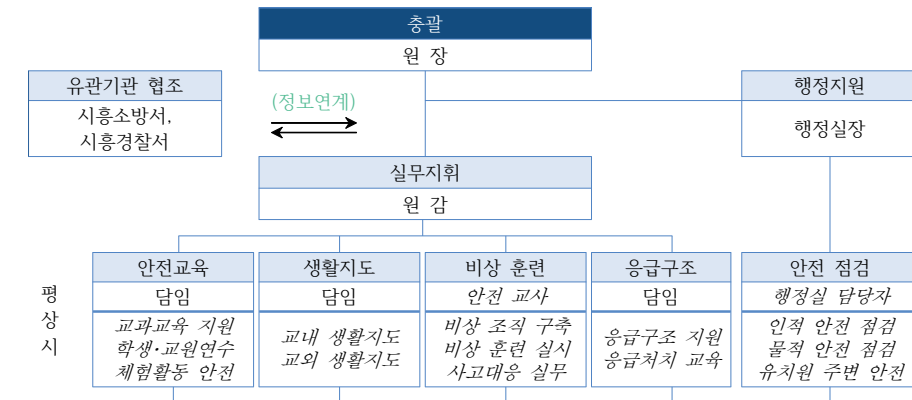 총괄
원 장
유관기관 협조
시흥소방서,
시흥경찰서
(정보연계)
행정지원
행정실장
실무지휘
원 감
평
상
시
안전교육
담임
교과교육 지원
학생·교원연수
체험활동 안전
생활지도
담임
교내 생활지도
교외 생활지도
비상 훈련
안전 교사
비상 조직 구축
비상 훈련 실시
사고대응 실무
응급구조
담임
응급구조 지원
응급처치 교육
안전 점검
행정실 담당자
인적 안전 점검
물적 안전 점검
유치원 주변 안전